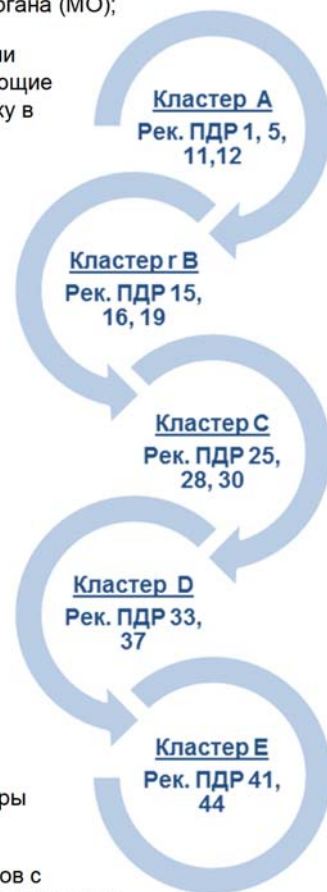 органа (МО);
ющие
ку в
Кластер A
Рек. ПДР 1, 5,
11,12
Кластер r B
Рек. ПДР 15,
16, 19
Кластер C
Рек. ПДР 25,
28, 30
Кластер D
Рек. ПДР 33,
37
Кластер E
Рек. ПДР 41,
44
ры
ов с